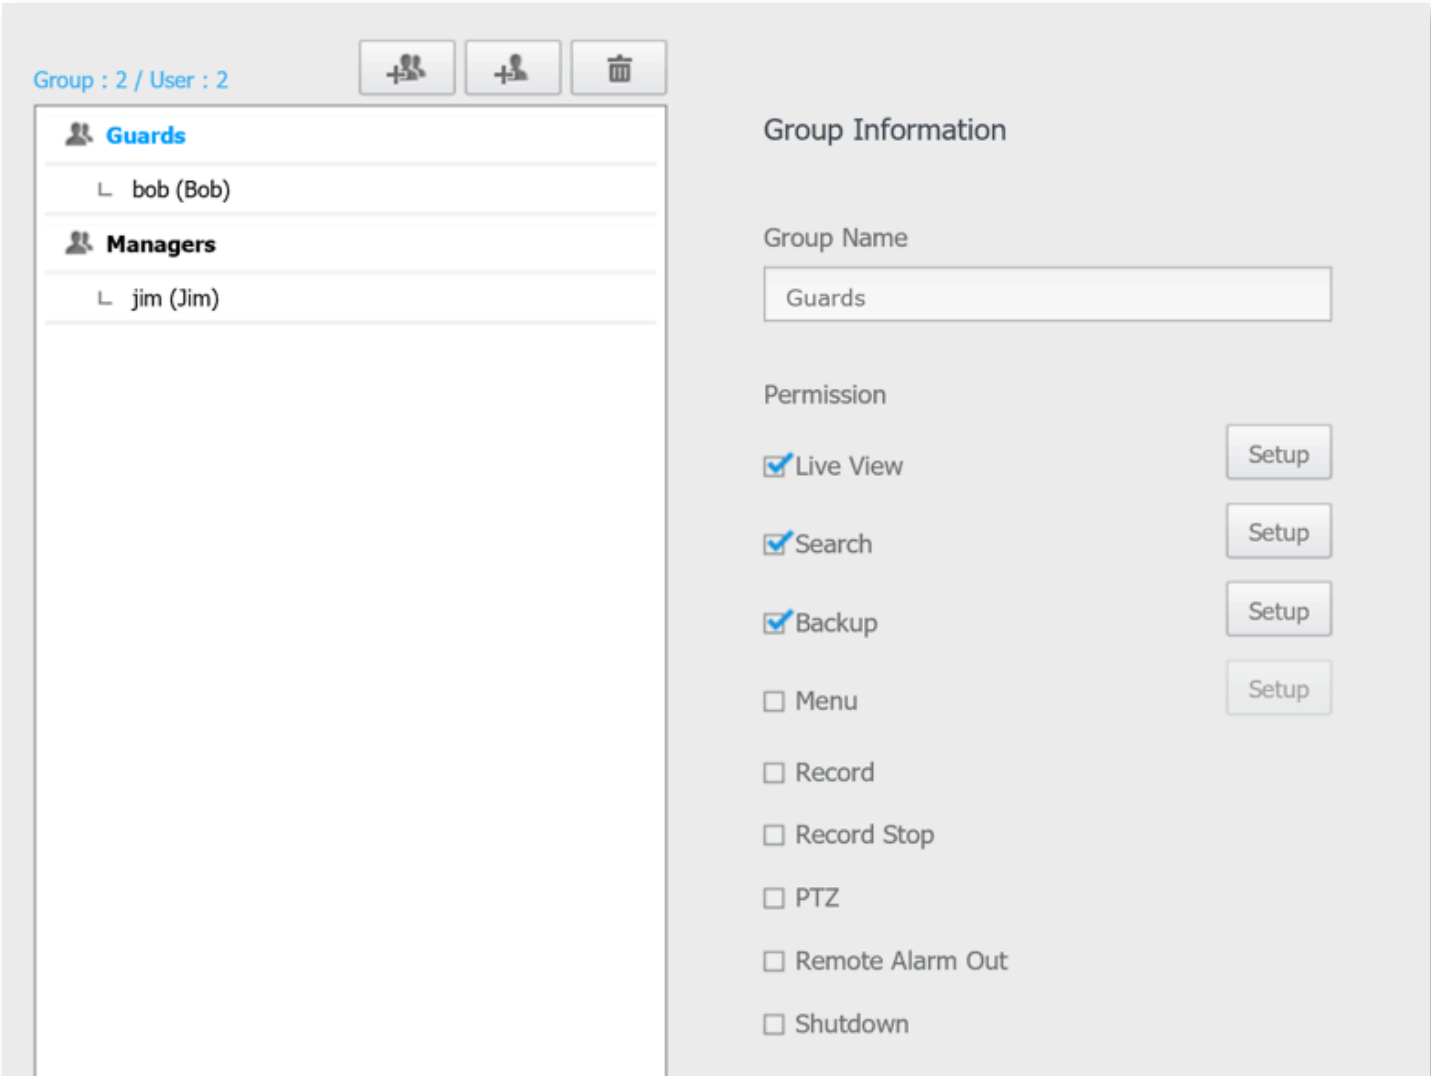 Group : 2 / User : 2
Guards
bob (Bob)
Managers
jim (Jim)
Group Information
Group Name
Guards
Permission
Live View Setup
Search Setup
Backup Setup
Menu Setup
Record
Record Stop
PTZ
Remote Alarm Out
Shutdown